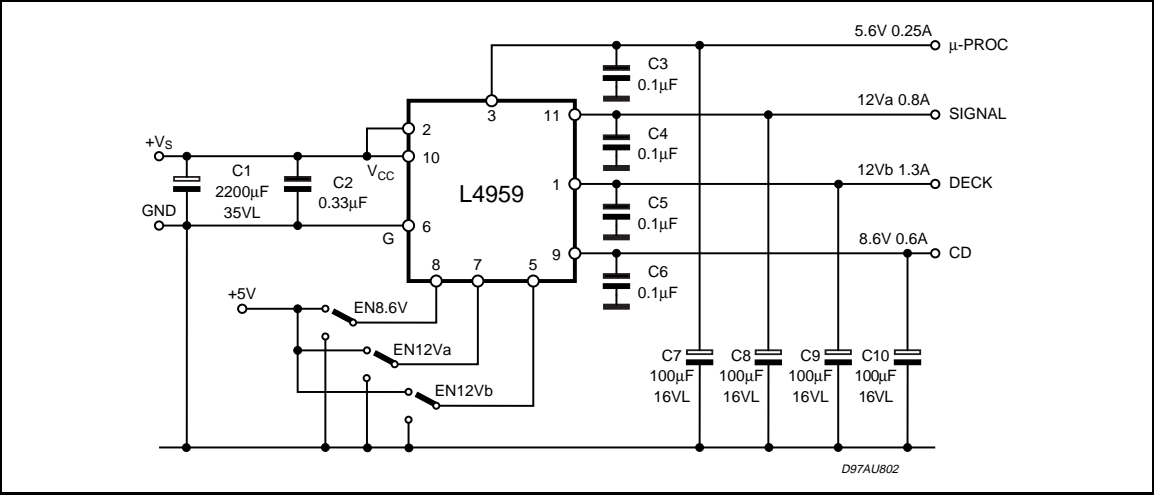 5.6V 0.25A
μ-PROC
C3
0.1μF
3
11
12Va 0.8A
SIGNAL
2
+VS
C4
0.1μF
10
VCC
C1
2200μF
35VL
C2
0.33μF
L4959
1
12Vb 1.3A
DECK
GND
C5
0.1μF
G
6
8.6V 0.6A
9
CD
8
7
5
C6
0.1μF
+5V
EN8.6V
EN12Va
EN12Vb
C7
100μF
16VL
C8
100μF
16VL
C9
100μF
16VL
C10
100μF
16VL
D97AU802